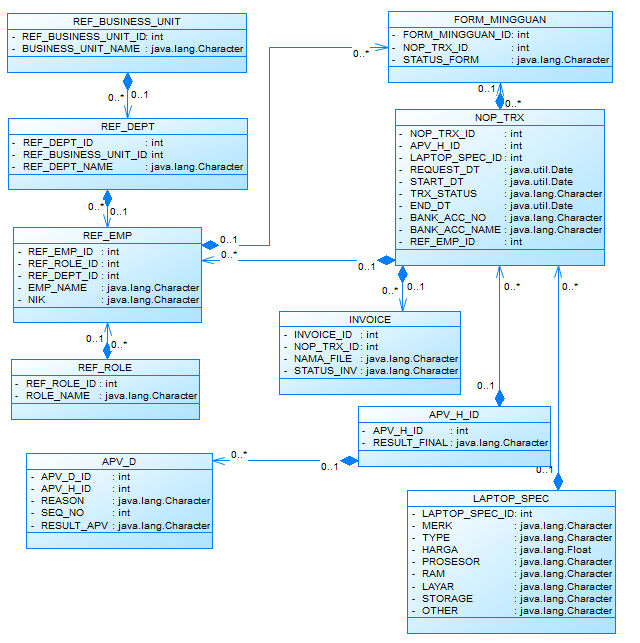 REF_BUSINESS_UNIT
- REF_BUSINESS_UNIT_ID : int
- BUSINESS_UNIT_NAME : java.lang.Character
0..1
0..*
REF_DEPT
- REF_DEPT_ID : int
- REF_BUSINESS_UNIT_ID : int
- REF_DEPT_NAME : java.lang.Character
0..*
0..1
REF_EMP
- REF_EMP_ID : int
- REF_ROLE_ID : int
- REF_DEPT_ID : int
- EMP_NAME : java.lang.Character
- NIK : java.lang.Character
0..1
0..*
0..1
0..*
REF_ROLE
- REF_ROLE_ID : int
- ROLE_NAME : java.lang.Character
FORM_MINGGUAN
- FORM_MINGGUAN_ID : int
- NOP_TRX_ID : int
- STATUS_FORM : java.lang.Character
0..*
0..1
0..*
NOP_TRX
- NOP_TRX_ID : int
- APV_H_ID : int
- LAPTOP_SPEC_ID : int
- REQUEST_DT : java.util.Date
- START_DT : java.util.Date
- TRX_STATUS : java.lang.Character
- END_DT : java.util.Date
- BANK_ACC_NO : java.lang.Character
- BANK_ACC_NAME : java.lang.Character
- REF_EMP_ID : int
0..1
0..1
0..*
0..*
0..*
INVOICE
- INVOICE_ID : int
- NOP_TRX_ID : int
- NAMA_FILE : java.lang.Character
- STATUS_INV : java.lang.Character
0..1
APV_H_ID
- APV_H_ID : int
- RESULT_FINAL : java.lang.Character
0..*
0..1
0..1
APV_D
- APV_D_ID : int
- APV_H_ID : int
- REASON : java.lang.Character
- SEQ_NO : int
- RESULT_APV : java.lang.Character
LAPTOP_SPEC
- LAPTOP_SPEC_ID : int
- MERK : java.lang.Character
- TYPE : java.lang.Character
- HARGA : java.lang.Float
- PROSESOR : java.lang.Character
- RAM : java.lang.Character
- LAYAR : java.lang.Character
- STORAGE : java.lang.Character
- OTHER : java.lang.Character